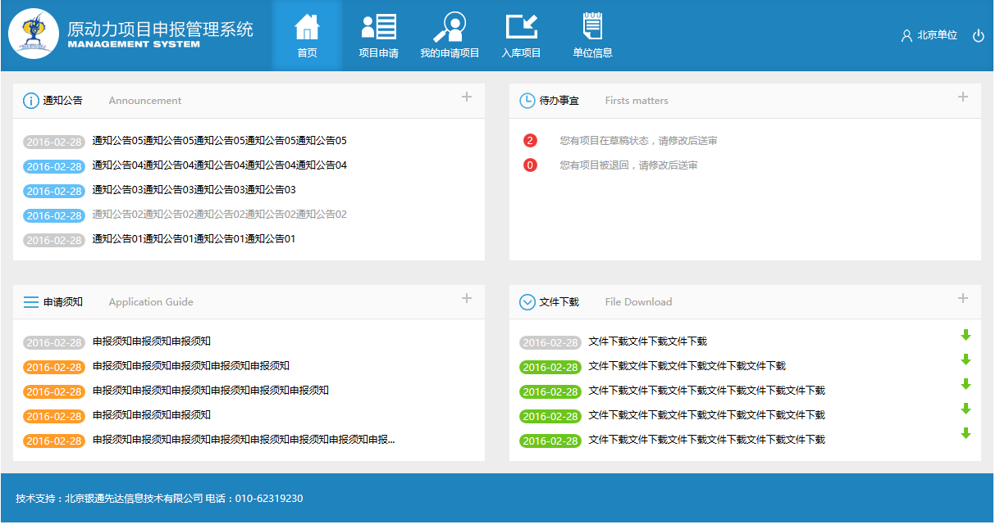 原动力项目申报管理系统
MANAGEMENT SYSTEM
首页
项目申请
我的申请项目
入库项目
单位信息
北京单位
通知公告 Announcement
2016-02-28 通知公告05通知公告05通知公告05通知公告05通知公告05
2016-02-28 通知公告04通知公告04通知公告04通知公告04通知公告04
2016-02-28 通知公告03通知公告03通知公告03通知公告03
2016-02-28 通知公告02通知公告02通知公告02通知公告02通知公告02
2016-02-28 通知公告01通知公告01通知公告01通知公告01
待办事宜 Firsts matters
2 您有项目在草稿状态，请修改后送审
0 您有项目被退回，请修改后送审
申请须知 Application Guide
2016-02-28 申报须知申报须知申报须知
2016-02-28 申报须知申报须知申报须知申报须知申报须知
2016-02-28 申报须知申报须知申报须知申报须知申报须知申报须知
2016-02-28 申报须知申报须知申报须知
2016-02-28 申报须知申报须知申报须知申报须知申报须知申报须知申报须知申报...
文件下载 File Download
2016-02-28 文件下载文件下载文件下载
2016-02-28 文件下载文件下载文件下载文件下载文件下载
2016-02-28 文件下载文件下载文件下载文件下载文件下载文件下载
2016-02-28 文件下载文件下载文件下载文件下载文件下载文件下载
2016-02-28 文件下载文件下载文件下载文件下载文件下载文件下载
技术支持：北京银通先达信息技术有限公司 电话：010-62319230